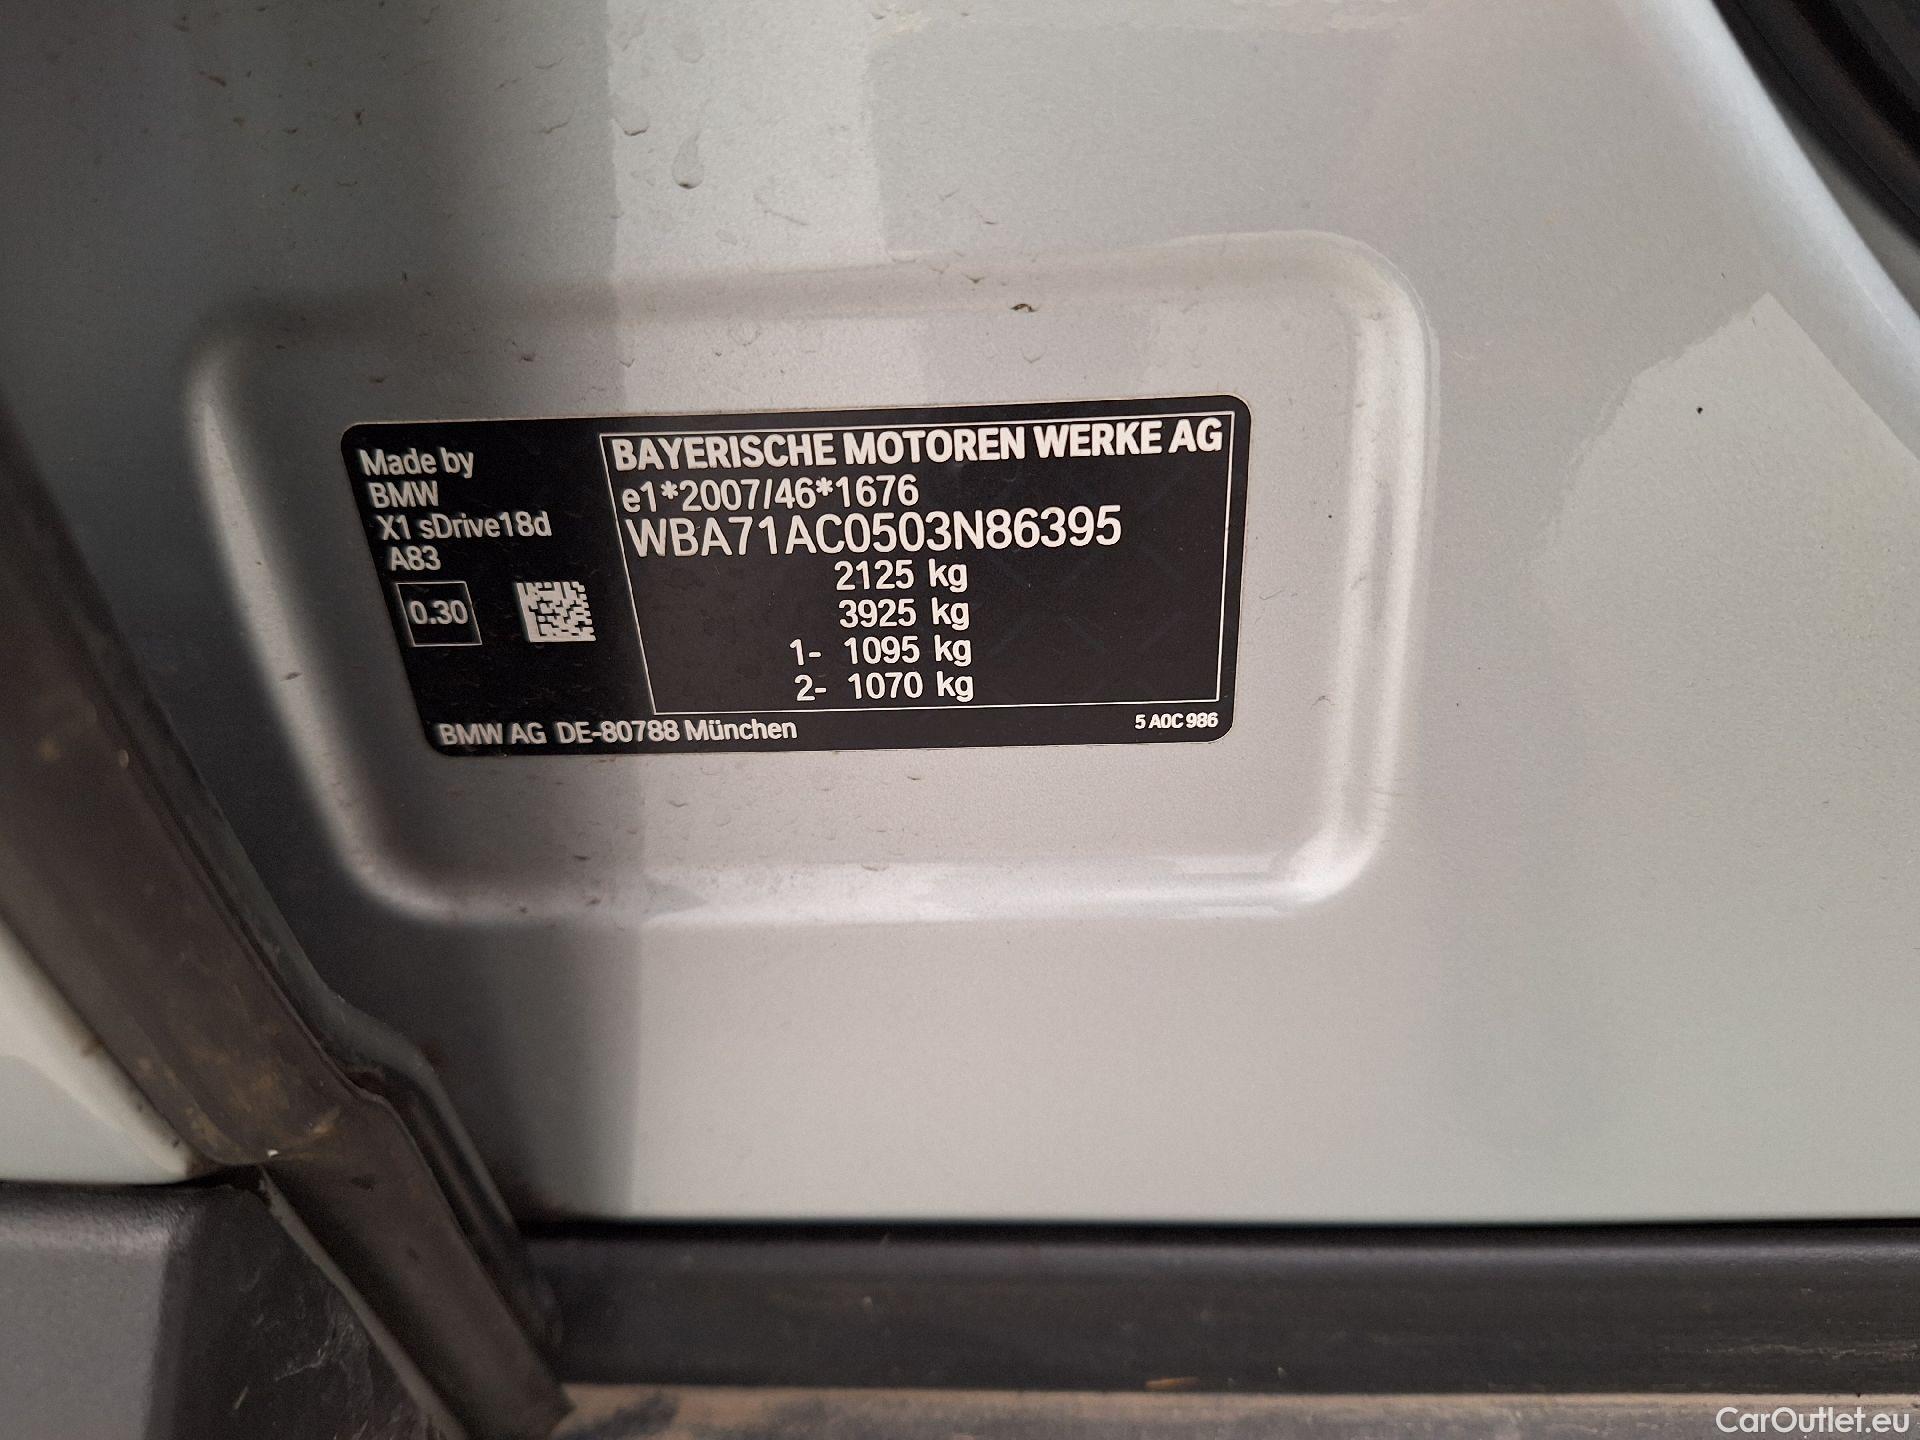 Made by
BMW
X1 sDrive18d
A83
0.30
BAYERISCHE MOTOREN WERKE AG
e1*2007/46*1676
WBA71AC0503N86395
2125 kg
3925 kg
1- 1095 kg
2- 1070 kg
BMW AG DE-80788 München
5 A0C 986
CarOutlet.eu